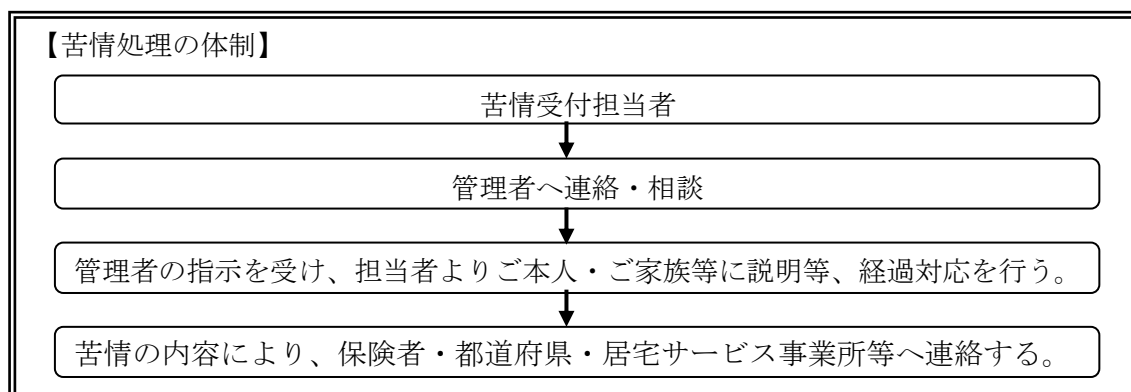 【苦情処理の体制】
苦情受付担当者
管理者へ連絡・相談
管理者の指示を受け、担当者よりご本人・ご家族等に説明等、経過対応を行う。
苦情の内容により、保険者・都道府県・居宅サービス事業所等へ連絡する。